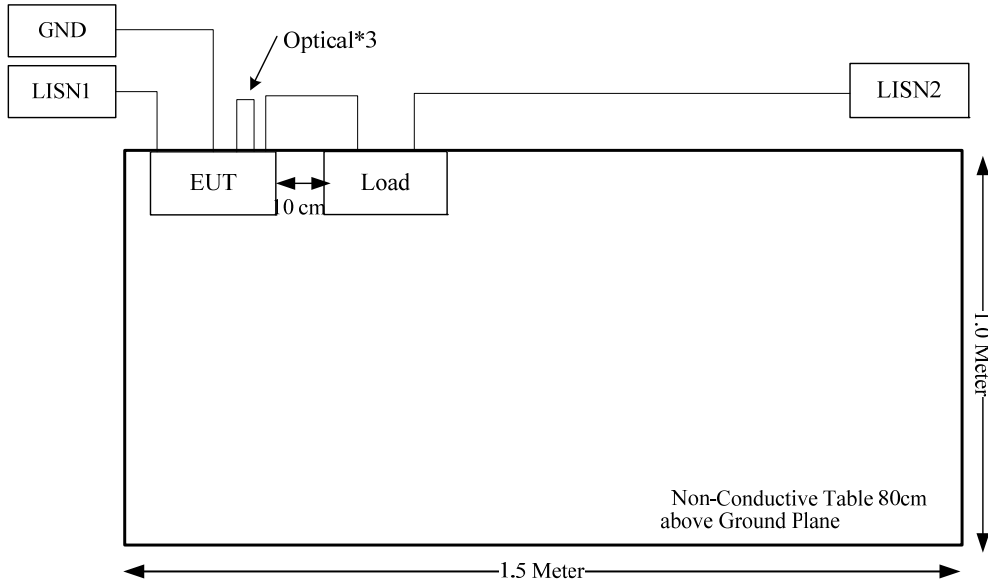 GND
Optical*3
LISN1
LISN2
EUT
Load
10 cm
1.0 Meter
Non-Conductive Table 80cm
above Ground Plane
1.5 Meter